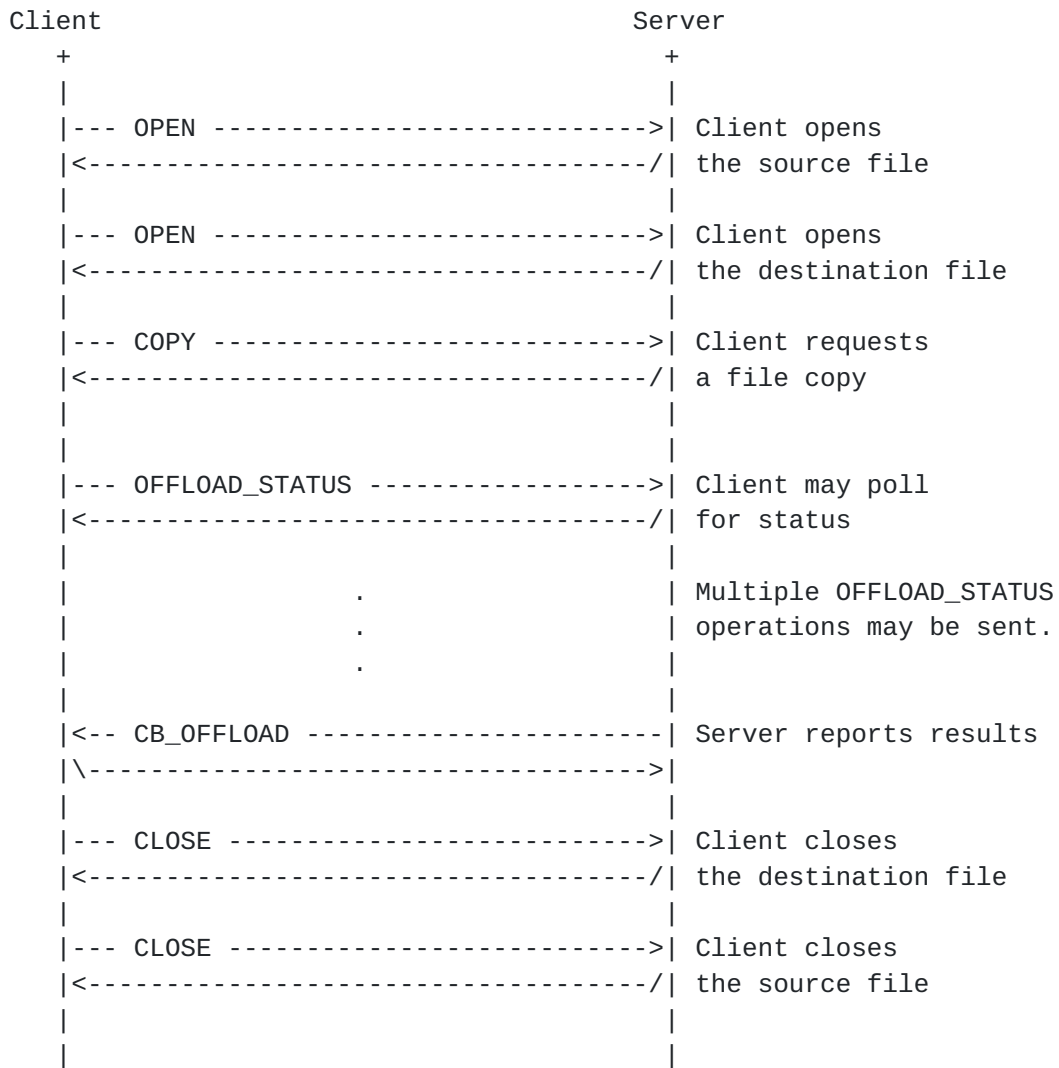 Client                                  Server
   +                                      +
   |                                      |
   |--- OPEN ---------------------------->| Client opens
   |<------------------------------------/| the source file
   |                                      |
   |--- OPEN ---------------------------->| Client opens
   |<------------------------------------/| the destination file
   |                                      |
   |--- COPY ---------------------------->| Client requests
   |<------------------------------------/| a file copy
   |                                      |
   |                                      |
   |--- OFFLOAD_STATUS ------------------>| Client may poll
   |<------------------------------------/| for status
   |                                      |
   |                  .                   | Multiple OFFLOAD_STATUS
   |                  .                   | operations may be sent.
   |                  .                   |
   |                                      |
   |<-- CB_OFFLOAD -----------------------| Server reports results
   |\------------------------------------>|
   |                                      |
   |--- CLOSE --------------------------->| Client closes
   |<------------------------------------/| the destination file
   |                                      |
   |--- CLOSE --------------------------->| Client closes
   |<------------------------------------/| the source file
   |                                      |
   |                                      |